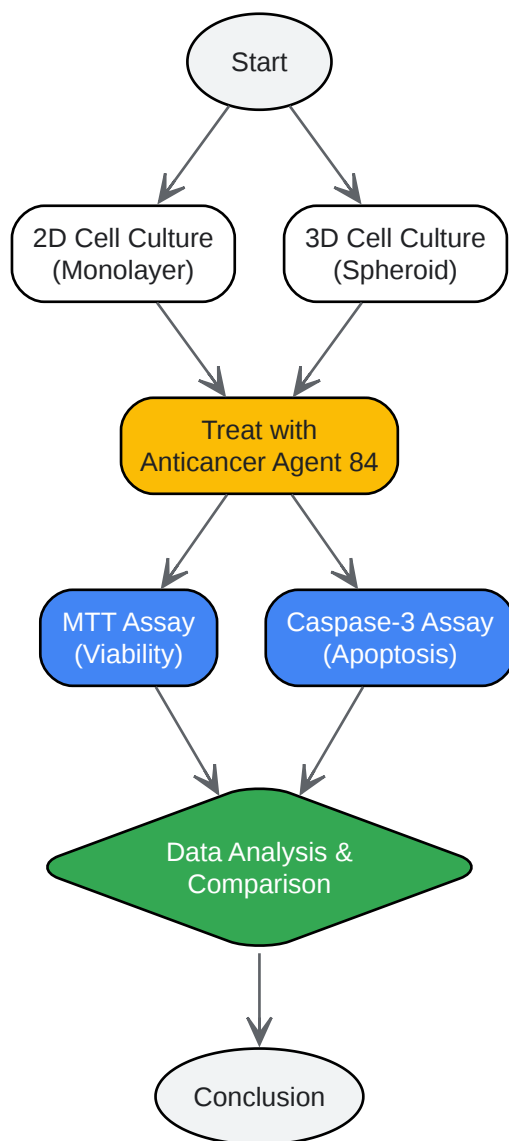 Start
2D Cell Culture
(Monolayer)
3D Cell Culture
(Spheroid)
Treat with
Anticancer Agent 84
MTT Assay
(Viability)
Caspase-3 Assay
(Apoptosis)
Data Analysis &
Comparison
Conclusion